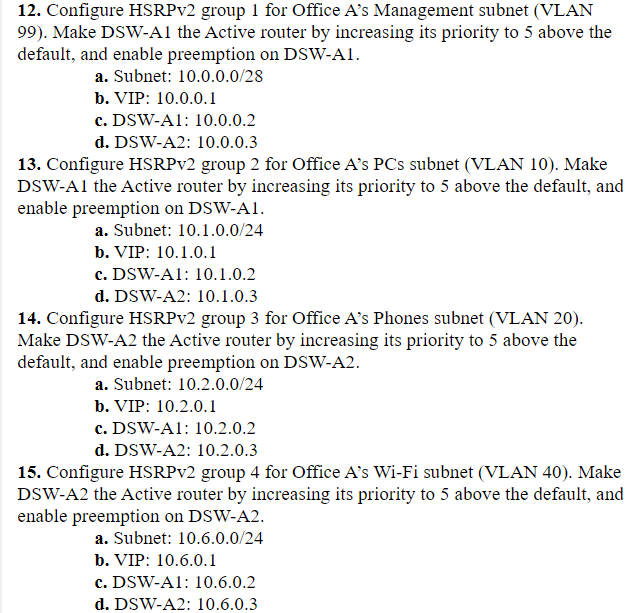 12. Configure HSRPv2 group 1 for Office A's Management subnet (VLAN
99). Make DSW-A1 the Active router by increasing its priority to 5 above the
default, and enable preemption on DSW-A1.
a. Subnet: 10.0.0.0/28
b. VIP: 10.0.0.1
c. DSW-A1: 10.0.0.2
d. DSW-A2: 10.0.0.3
13. Configure HSRPv2 group 2 for Office A's PCs subnet (VLAN 10). Make
DSW-A1 the Active router by increasing its priority to 5 above the default, and
enable preemption on DSW-A1.
a. Subnet: 10.1.0.0/24
b. VIP: 10.1.0.1
c. DSW-A1: 10.1.0.2
d. DSW-A2: 10.1.0.3
14. Configure HSRPv2 group 3 for Office A's Phones subnet (VLAN 20).
Make DSW-A2 the Active router by increasing its priority to 5 above the
default, and enable preemption on DSW-A2.
a. Subnet: 10.2.0.0/24
b. VIP: 10.2.0.1
c. DSW-A1: 10.2.0.2
d. DSW-A2: 10.2.0.3
15. Configure HSRPv2 group 4 for Office A's Wi-Fi subnet (VLAN 40). Make
DSW-A2 the Active router by increasing its priority to 5 above the default, and
enable preemption on DSW-A2.
a. Subnet: 10.6.0.0/24
b. VIP: 10.6.0.1
c. DSW-A1: 10.6.0.2
d. DSW-A2: 10.6.0.3